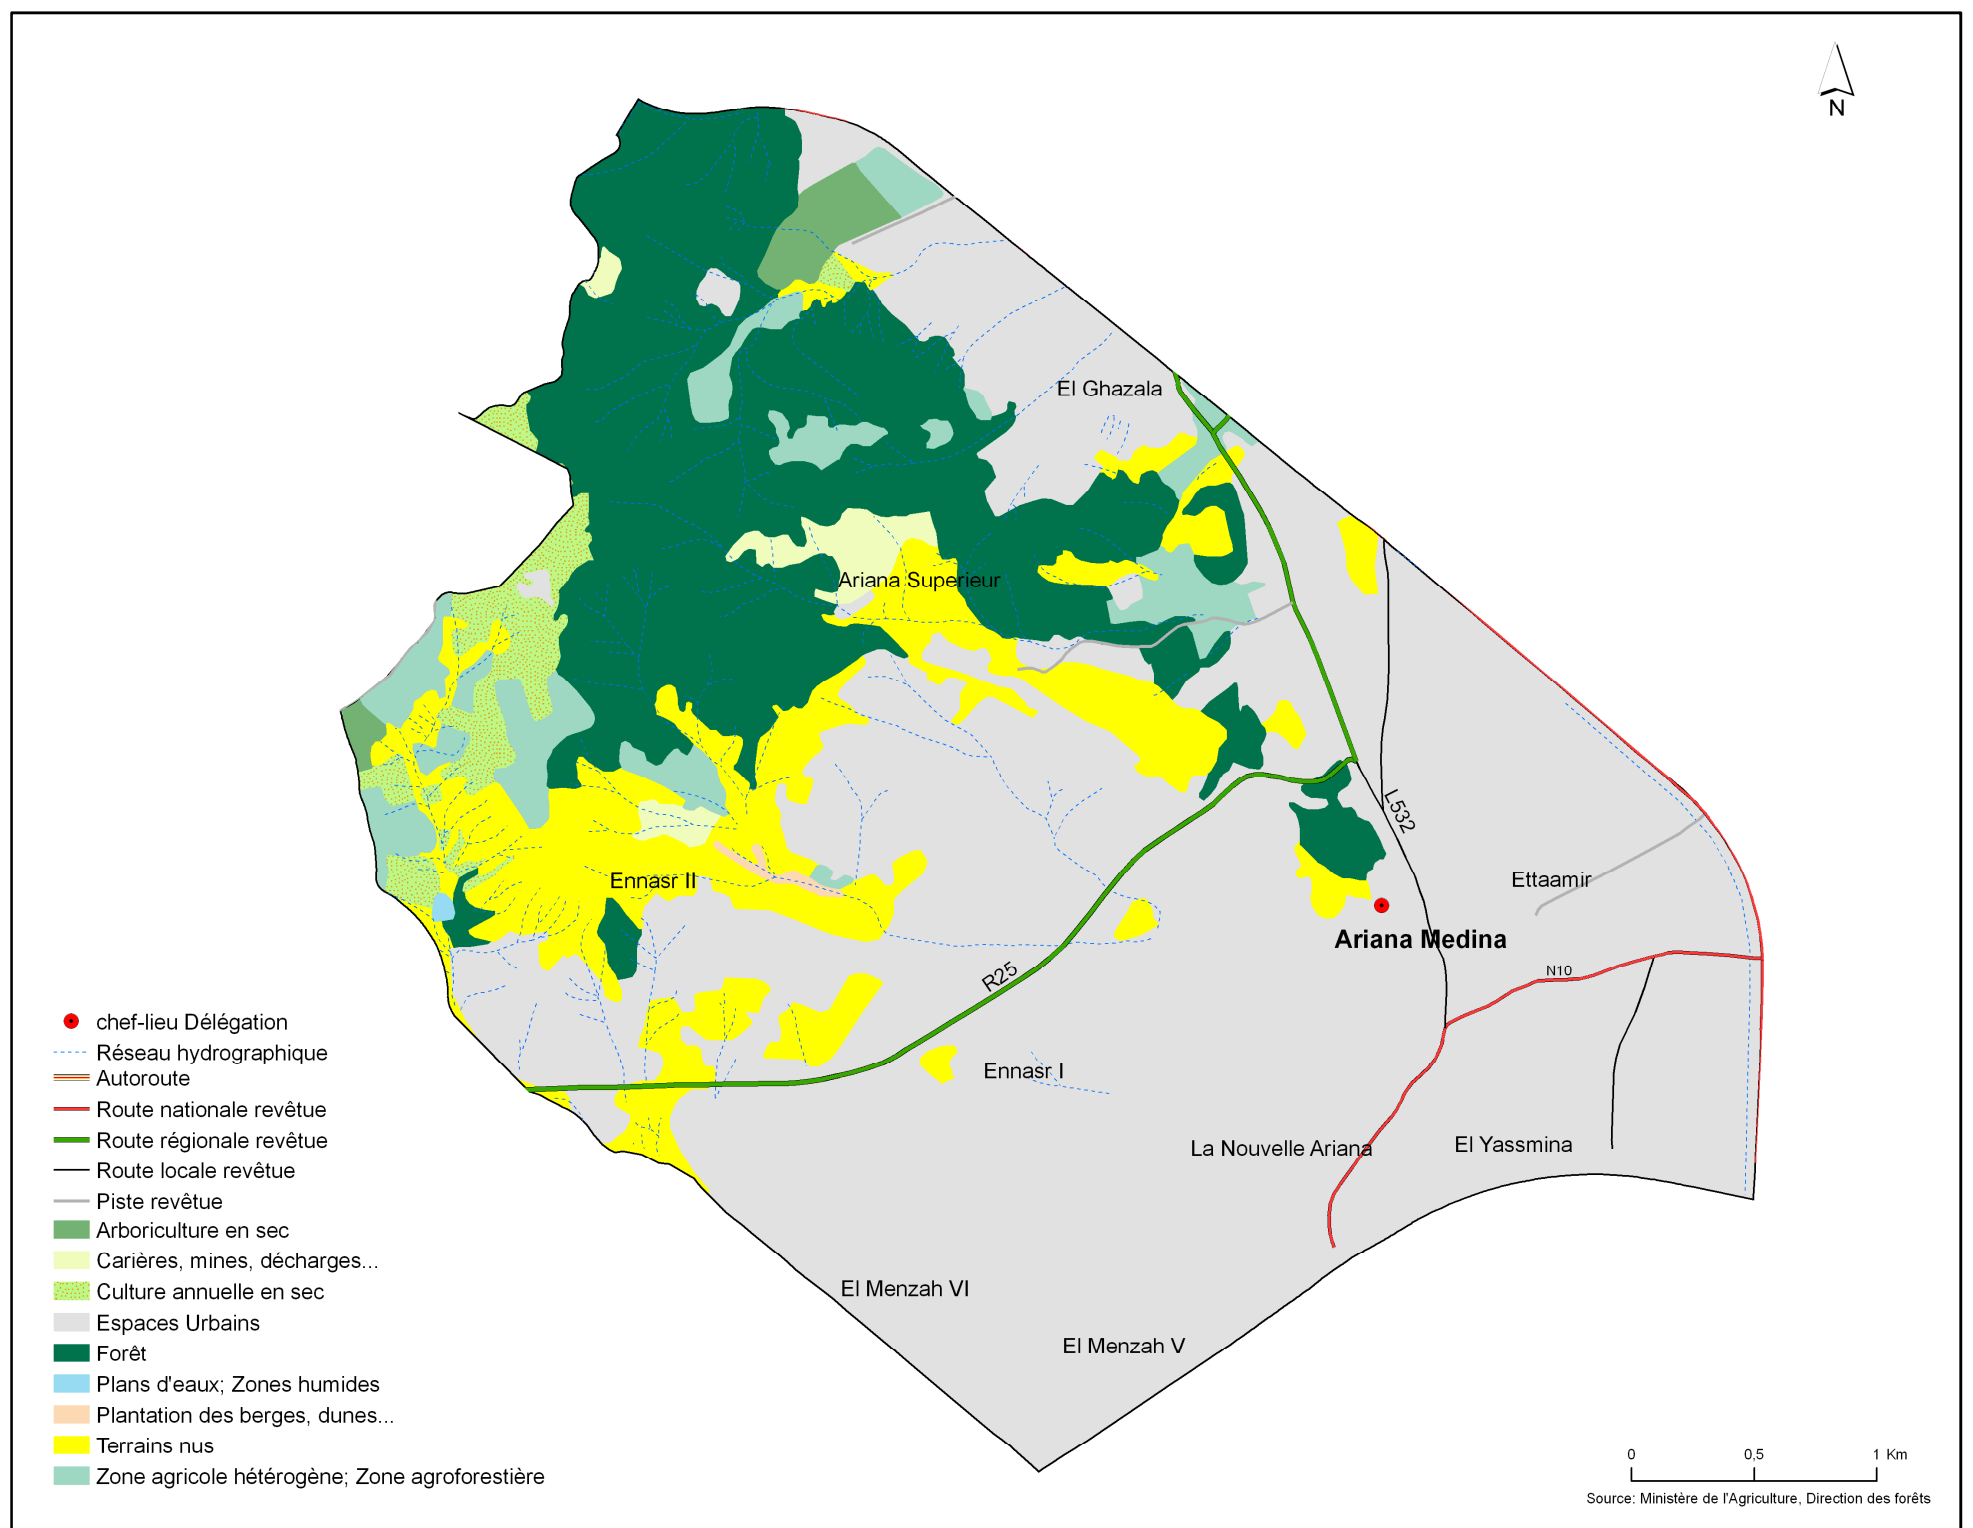 N
El Ghazala
Ariana Superieur
L532
Ennasr II
Ettaamir
Ariana Medina
N10
R25
Ennasr I
La Nouvelle Ariana
El Yassmina
El Menzah VI
El Menzah V
chef-lieu Délégation
Réseau hydrographique
Autoroute
Route nationale revêtue
Route régionale revêtue
Route locale revêtue
Piste revêtue
Arboriculture en sec
Carières, mines, décharges...
Culture annuelle en sec
Espaces Urbains
Forêt
Plans d'eaux; Zones humides
Plantation des berges, dunes...
Terrains nus
Zone agricole hétérogène; Zone agroforestière
0 0,5 1 Km
Source: Ministère de l'Agriculture, Direction des forêts